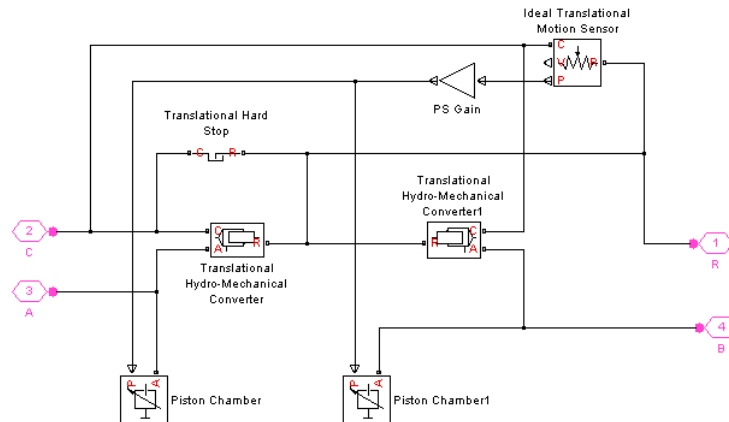 Ideal Translational
Motion Sensor
C
V
R
P
PS Gain
Translational Hard
Stop
C
R
Translational
Hydro-Mechanical
Converter1
2
C
C
A
R
R
C
A
1
R
Translational
Hydro-Mechanical
Converter
3
A
4
B
P
A
Piston Chamber
P
A
Piston Chamber1